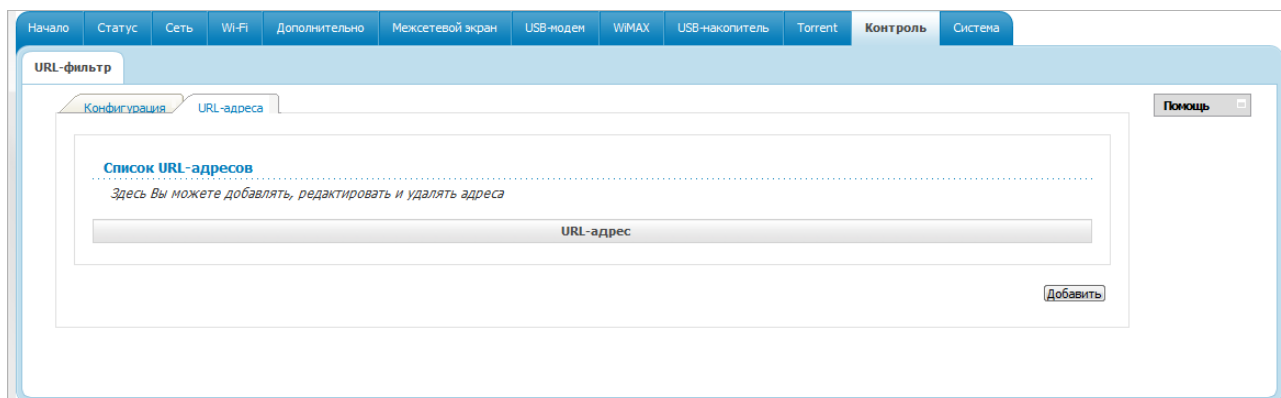 Начало Статус Сеть Wi-Fi Дополнительно Межсетевой экран USB-модем WiMAX USB-накопитель Torrent Контроль Система
URL-фильтр
Конфигурация URL-адреса
Помощь
Список URL-адресов
Здесь Вы можете добавлять, редактировать и удалять адреса
URL-адрес
Добавить